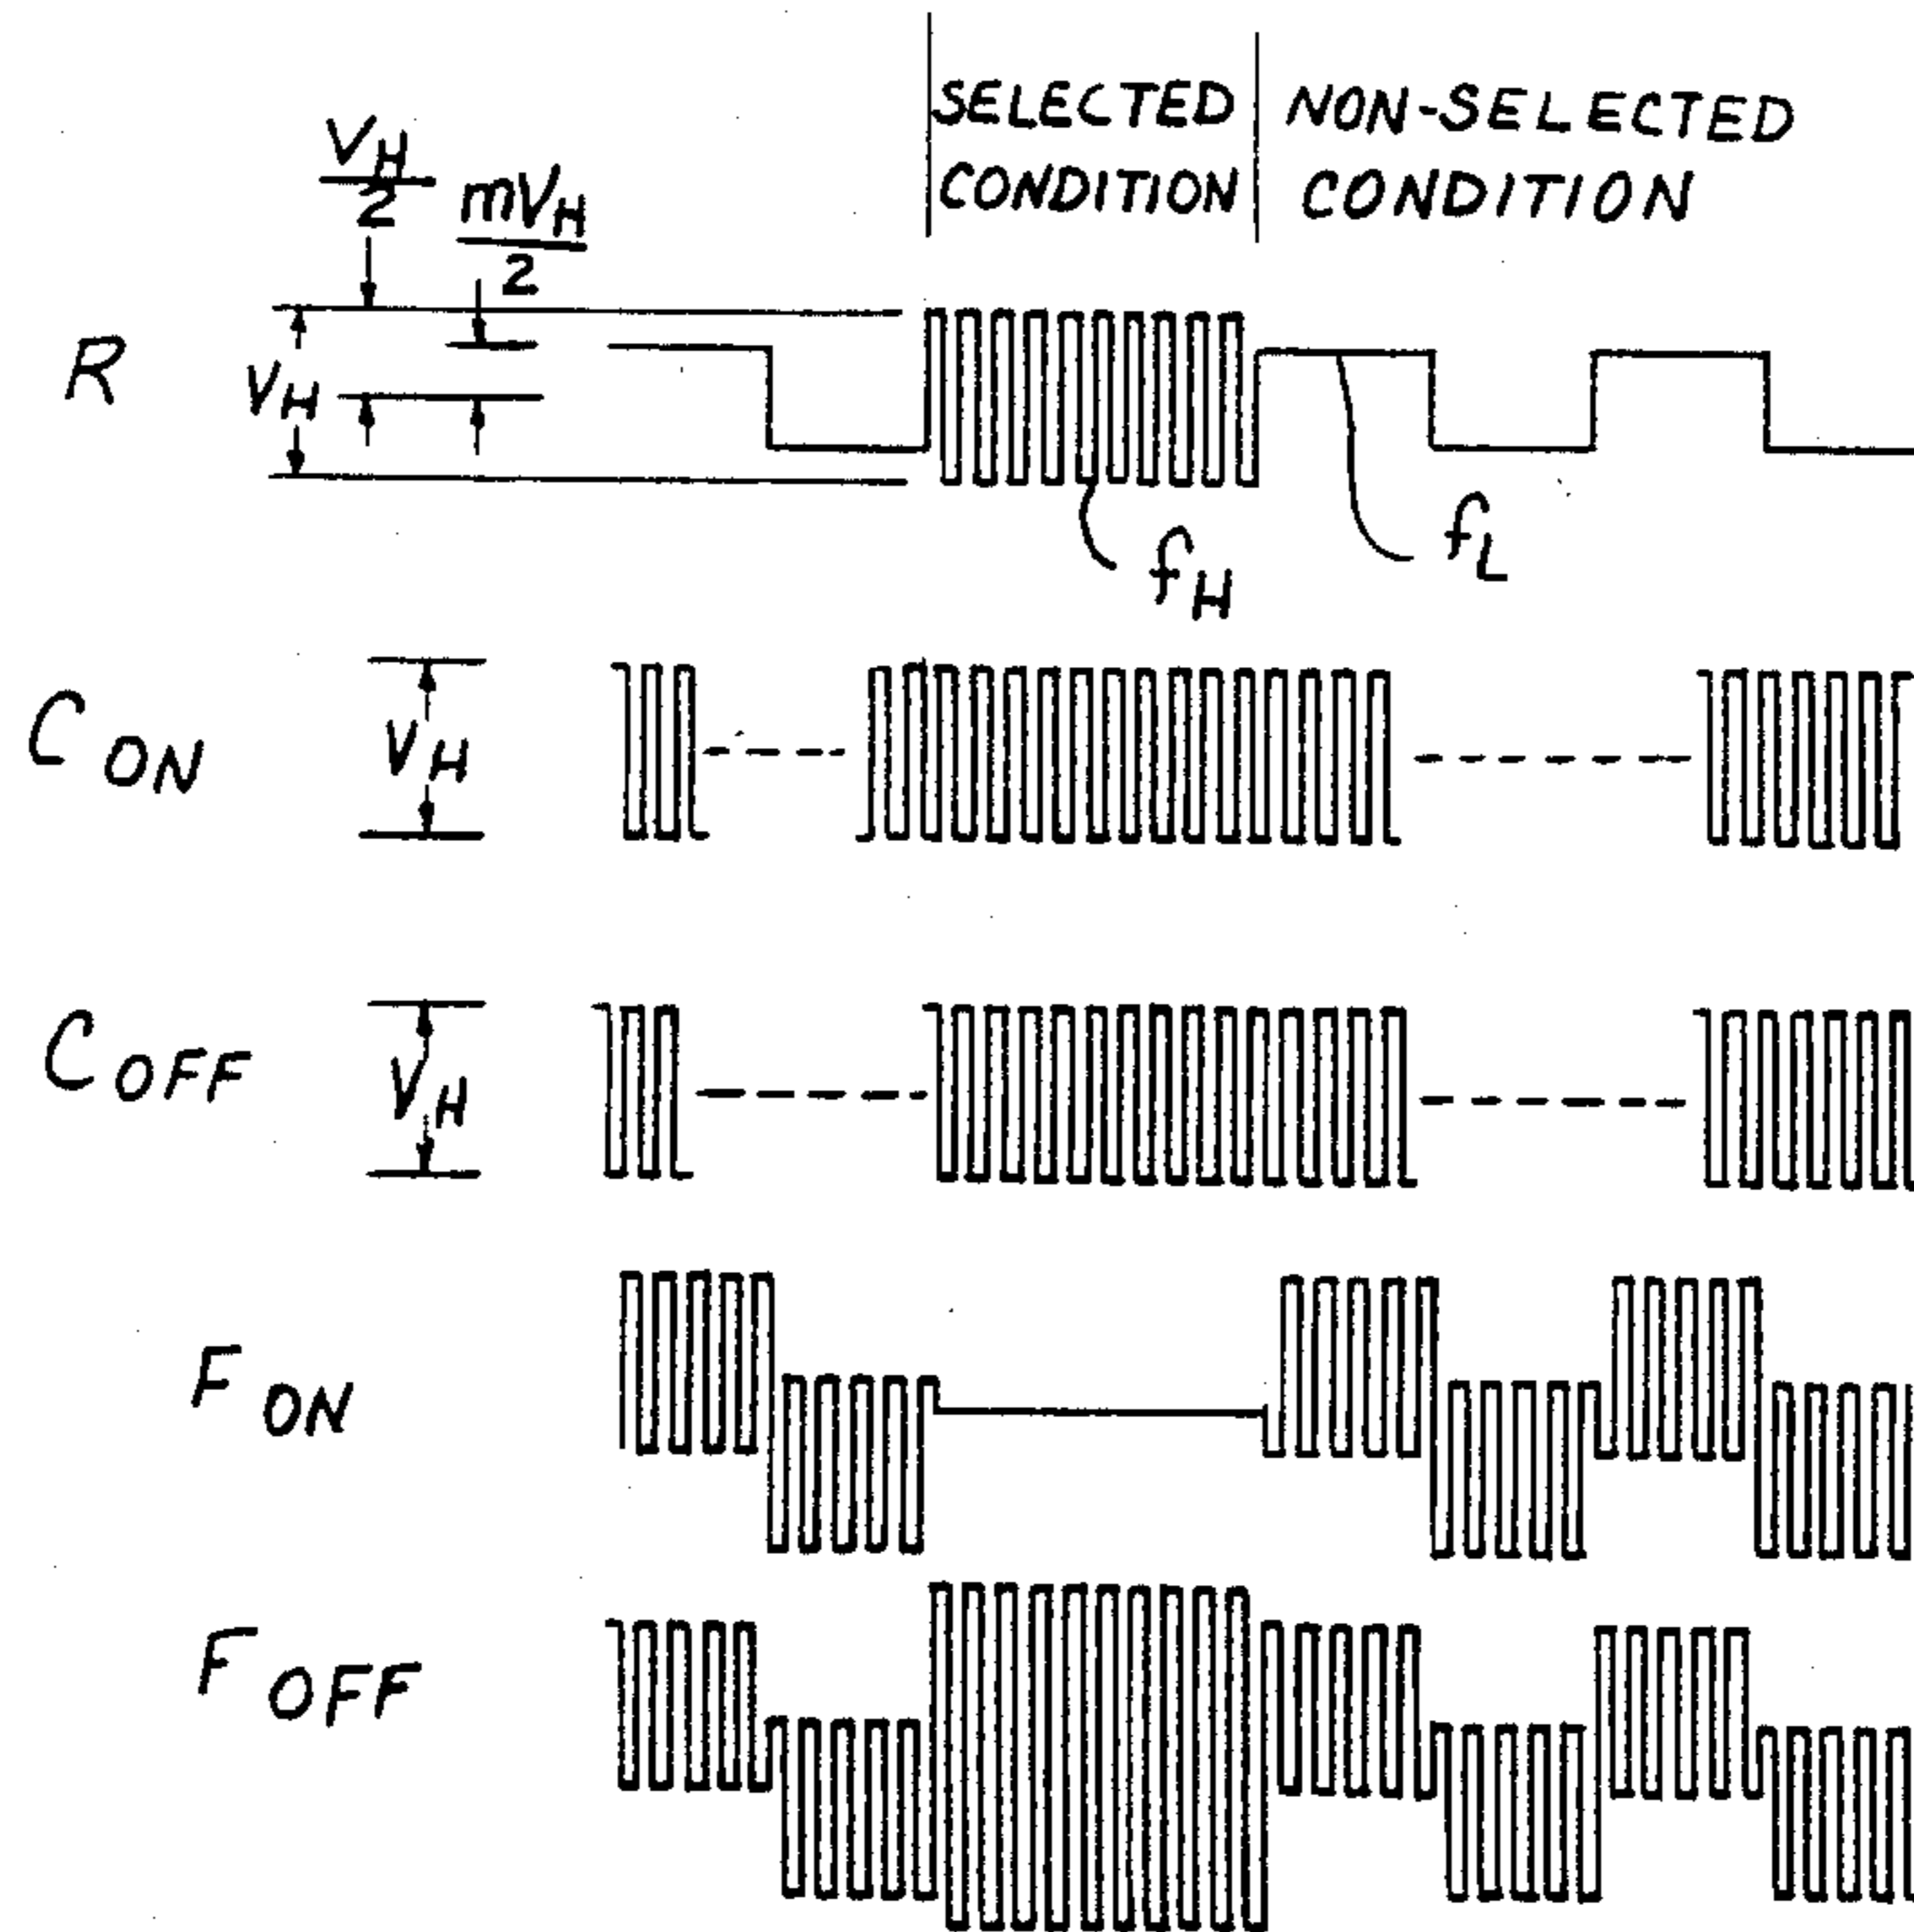 SELECTED
CONDITION
NON-SELECTED
CONDITION
V_H/2
mV_H/2
R
V_H
f_H
f_L
C_ON
V_H
C_OFF
V_H
F_ON
F_OFF